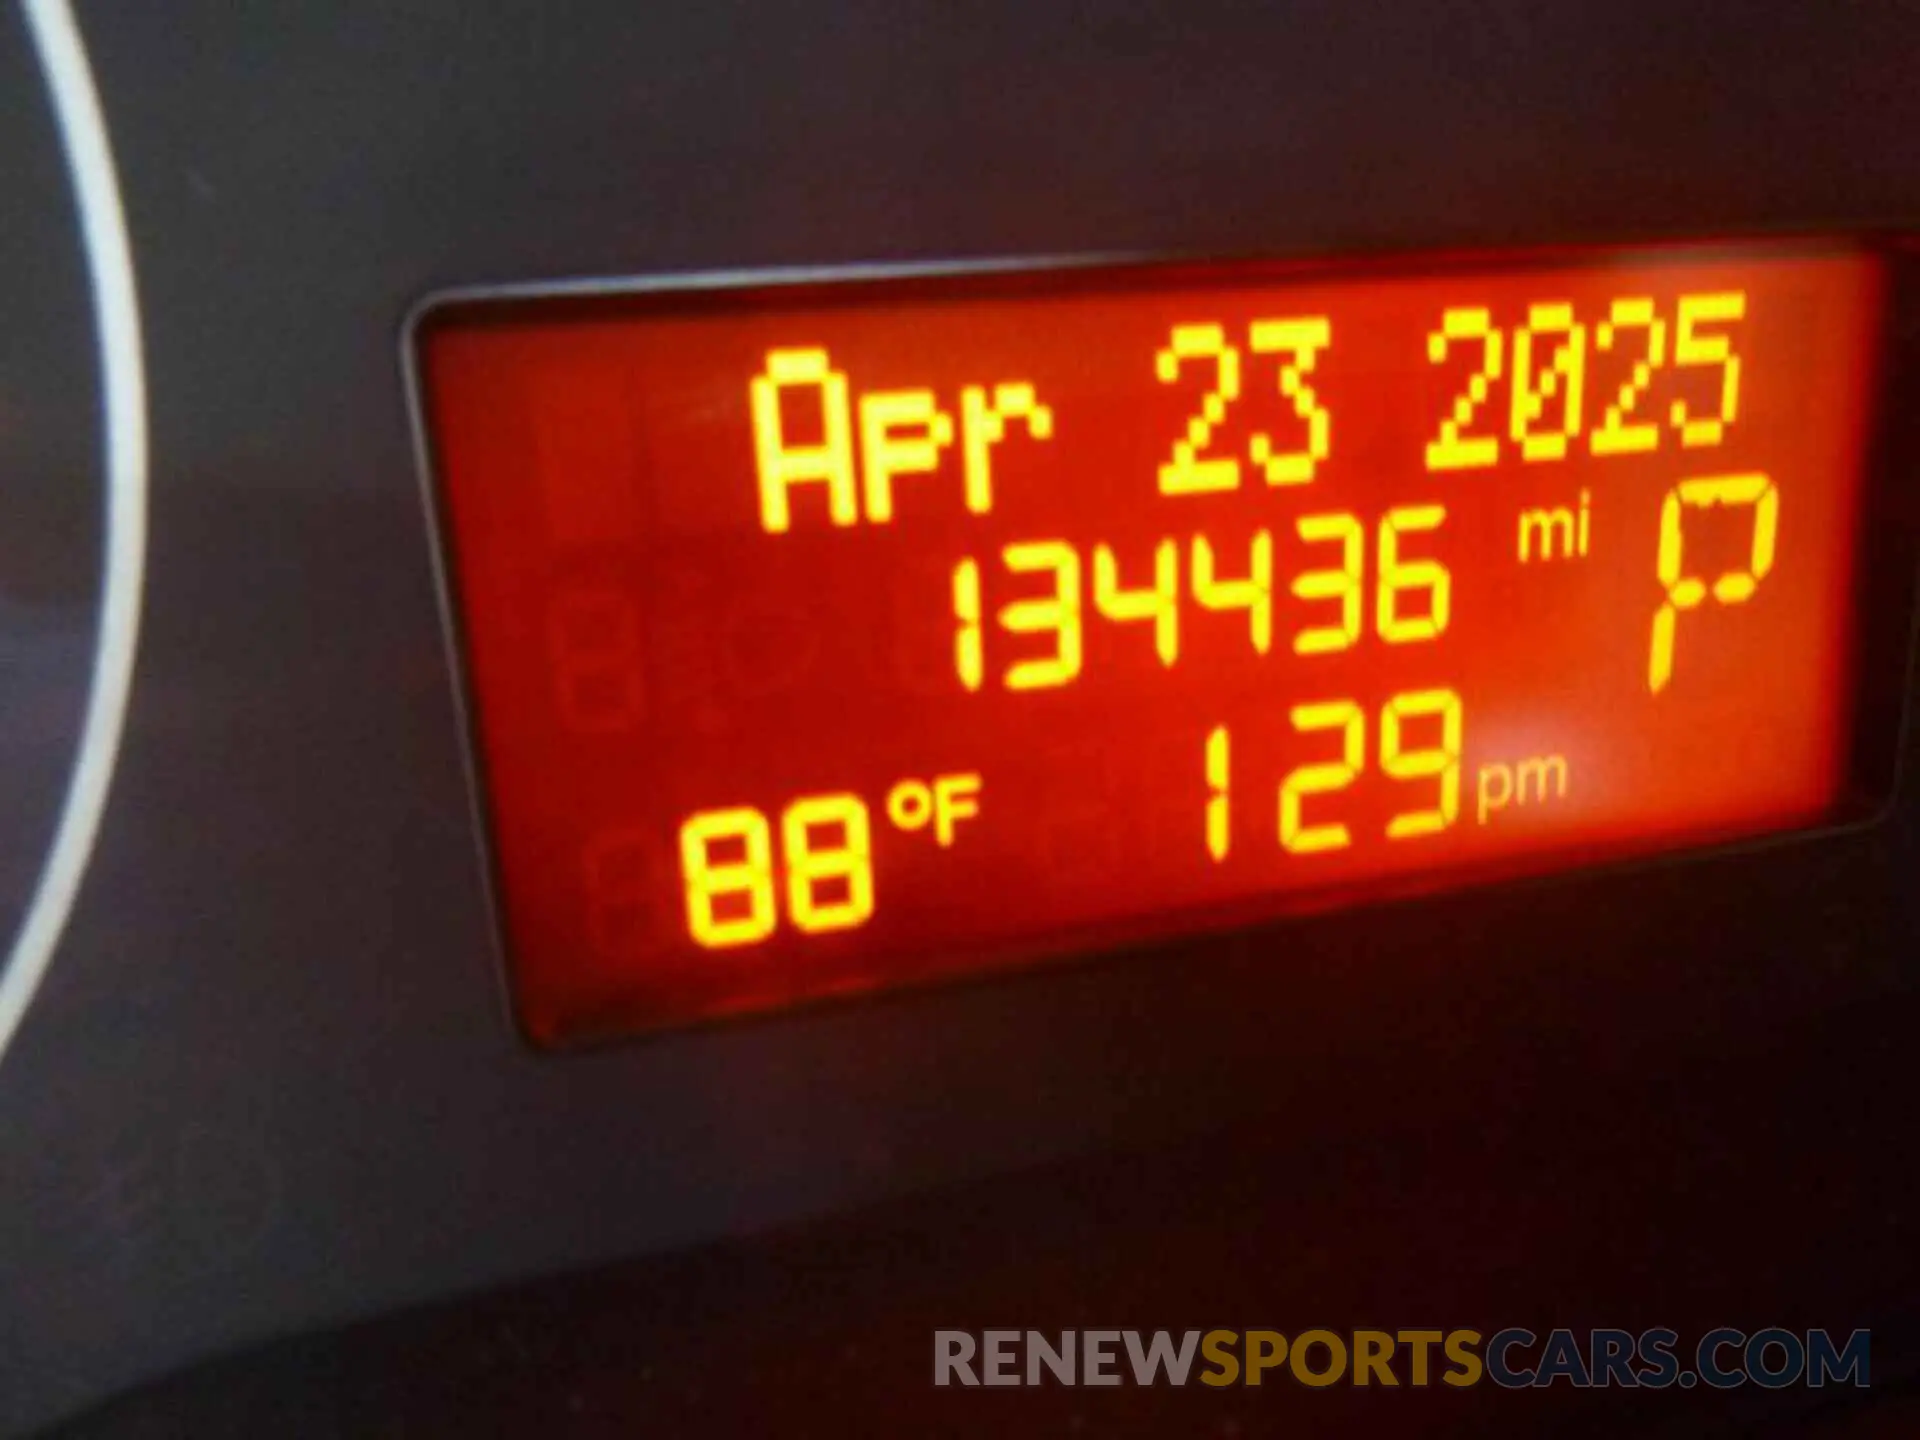 Apr 23 2025
134436 mi P
88 °F 129 pm
RENEWSPORTSCARS.COM